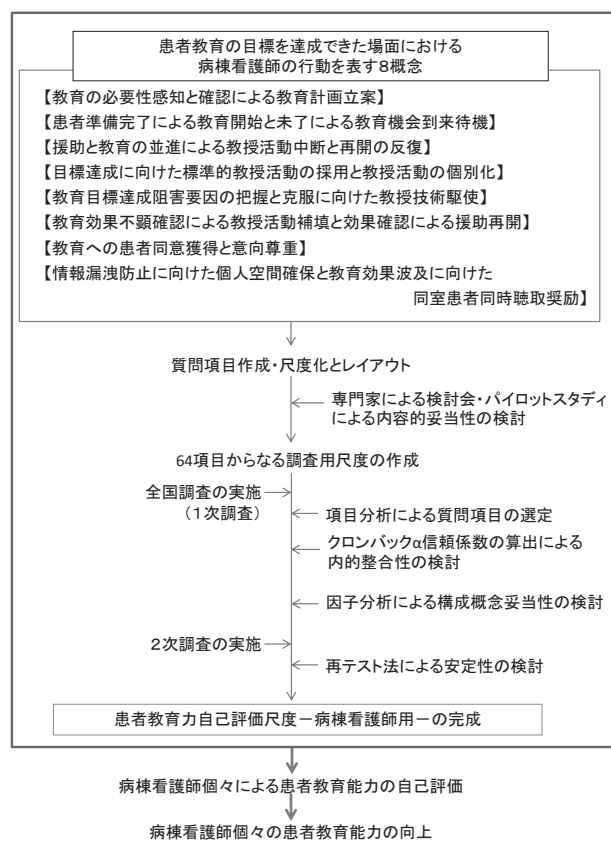 患者教育の目標を達成できた場面における
病棟看護師の行動を表す8概念
【教育の必要性感知と確認による教育計画立案】
【患者準備完了による教育開始と未了による教育機会到来待機】
【援助と教育の並進による教授活動中断と再開の反復】
【目標達成に向けた標準的教授活動の採用と教授活動の個別化】
【教育目標達成阻害要因の把握と克服に向けた教授技術駆使】
【教育効果不顕確認による教授活動補填と効果確認による援助再開】
【教育への患者同意獲得と意向尊重】
【情報漏洩防止に向けた個人空間確保と教育効果波及に向けた
同室患者同時聴取奨励】
質問項目作成・尺度化とレイアウト
専門家による検討会・パイロットスタディ
による内容的妥当性の検討
64項目からなる調査用尺度の作成
全国調査の実施
（1次調査）
項目分析による質問項目の選定
クロンバックα信頼係数の算出による
内的整合性の検討
因子分析による構成概念妥当性の検討
2次調査の実施
再テスト法による安定性の検討
患者教育力自己評価尺度－病棟看護師用－の完成
病棟看護師個々による患者教育能力の自己評価
病棟看護師個々の患者教育能力の向上